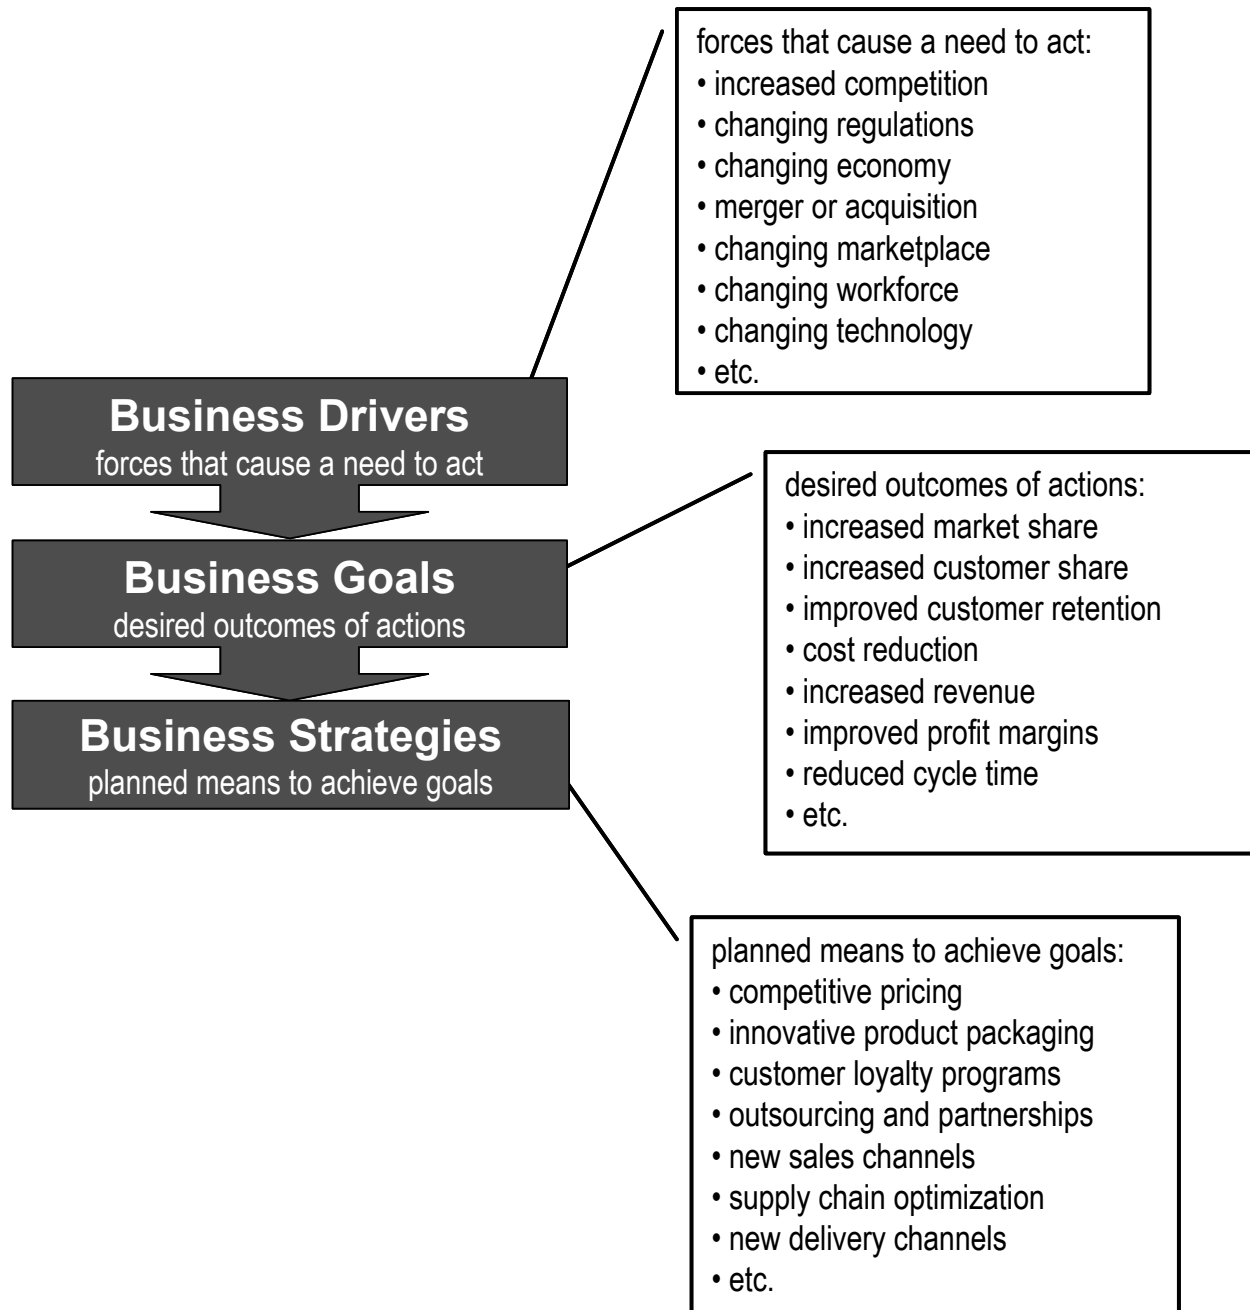 forces that cause a need to act:
• increased competition
• changing regulations
• changing economy
• merger or acquisition
• changing marketplace
• changing workforce
• changing technology
• etc.
Business Drivers
forces that cause a need to act
Business Goals
desired outcomes of actions
Business Strategies
planned means to achieve goals
desired outcomes of actions:
• increased market share
• increased customer share
• improved customer retention
• cost reduction
• increased revenue
• improved profit margins
• reduced cycle time
• etc.
planned means to achieve goals:
• competitive pricing
• innovative product packaging
• customer loyalty programs
• outsourcing and partnerships
• new sales channels
• supply chain optimization
• new delivery channels
• etc.